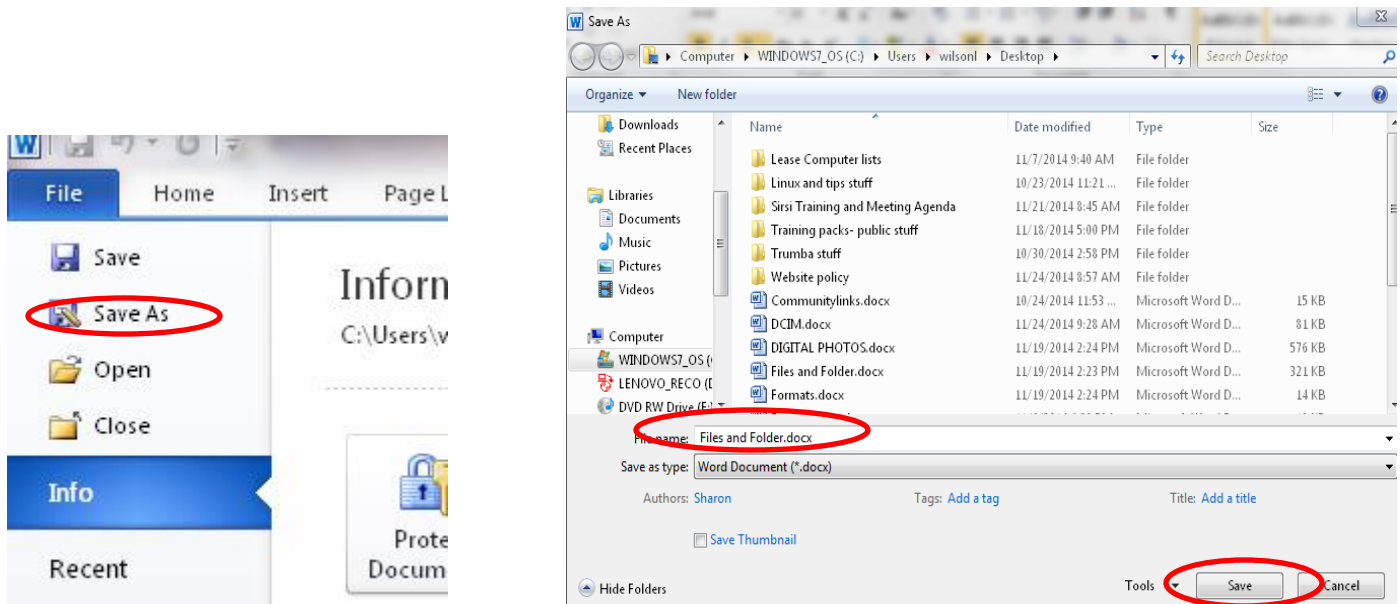 File Home Insert Page L
Save
Save As
Open
Close
Info
Recent
Inform
C:\Users\w
Prote
Docum
Save As
Computer WINDOWS7_OS (C:) Users wilsonl Desktop Search Desktop
Organize New folder
Downloads
Recent Places
Libraries
Documents
Music
Pictures
Videos
Computer
WINDOWS7_OS (
LENOVO_RECO (
DVD RW Drive (
Name Date modified Type Size
Lease Computer lists 11/7/2014 9:40 AM File folder
Linux and tips stuff 10/23/2014 11:21 ... File folder
Sirsi Training and Meeting Agenda 11/21/2014 8:45 AM File folder
Training packs- public stuff 11/18/2014 5:00 PM File folder
Trumba stuff 10/30/2014 2:58 PM File folder
Website policy 11/24/2014 8:57 AM File folder
Communitylinks.docx 10/24/2014 11:53 ... Microsoft Word D... 15 KB
DCIM.docx 11/24/2014 9:28 AM Microsoft Word D... 81 KB
DIGITAL PHOTOS.docx 11/19/2014 2:24 PM Microsoft Word D... 576 KB
Files and Folder.docx 11/19/2014 2:23 PM Microsoft Word D... 321 KB
Formats.docx 11/19/2014 2:24 PM Microsoft Word D... 14 KB
File name: Files and Folder.docx
Save as type: Word Document (*.docx)
Authors: Sharon Tags: Add a tag Title: Add a title
Save Thumbnail
Hide Folders Tools Save Cancel